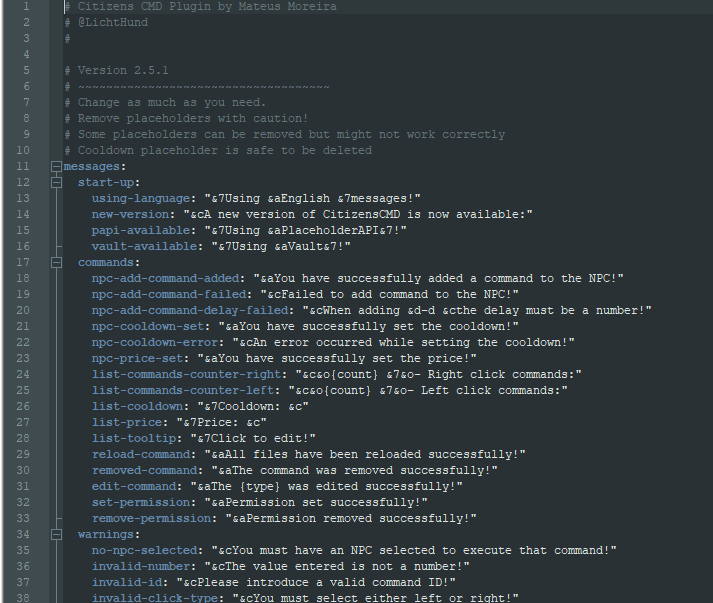 1 # Citizens CMD Plugin by Mateus Moreira
2 # @LichtHund
3 #
4
5 # Version 2.5.1
6 # ~~~~~~~~~~~~~~~~~~~~~~~~~~~~~~~~~~~~
7 # Change as much as you need.
8 # Remove placeholders with caution!
9 # Some placeholders can be removed but might not work correctly
10 # Cooldown placeholder is safe to be deleted
11 messages:
12 start-up:
13 using-language: "&7Using &aEnglish &7messages!"
14 new-version: "&cA new version of CitizensCMD is now available:"
15 papi-available: "&7Using &aPlaceholderAPI&7!"
16 vault-available: "&7Using &aVault&7!"
17 commands:
18 npc-add-command-added: "&aYou have successfully added a command to the NPC!"
19 npc-add-command-failed: "&cFailed to add command to the NPC!"
20 npc-add-command-delay-failed: "&cWhen adding &d-d &cthe delay must be a number!"
21 npc-cooldown-set: "&aYou have successfully set the cooldown!"
22 npc-cooldown-error: "&cAn error occurred while setting the cooldown!"
23 npc-price-set: "&aYou have successfully set the price!"
24 list-commands-counter-right: "&c&o{count} &7&o- Right click commands:"
25 list-commands-counter-left: "&c&o{count} &7&o- Left click commands:"
26 list-cooldown: "&7Cooldown: &c"
27 list-price: "&7Price: &c"
28 list-tooltip: "&7Click to edit!"
29 reload-command: "&aAll files have been reloaded successfully!"
30 removed-command: "&aThe command was removed successfully!"
31 edit-command: "&aThe {type} was edited successfully!"
32 set-permission: "&aPermission set successfully!"
33 remove-permission: "&aPermission removed successfully!"
34 warnings:
35 no-npc-selected: "&cYou must have an NPC selected to execute that command!"
36 invalid-number: "&cThe value entered is not a number!"
37 invalid-id: "&cPlease introduce a valid command ID!"
38 invalid-click-type: "&cYou must select either left or right!"